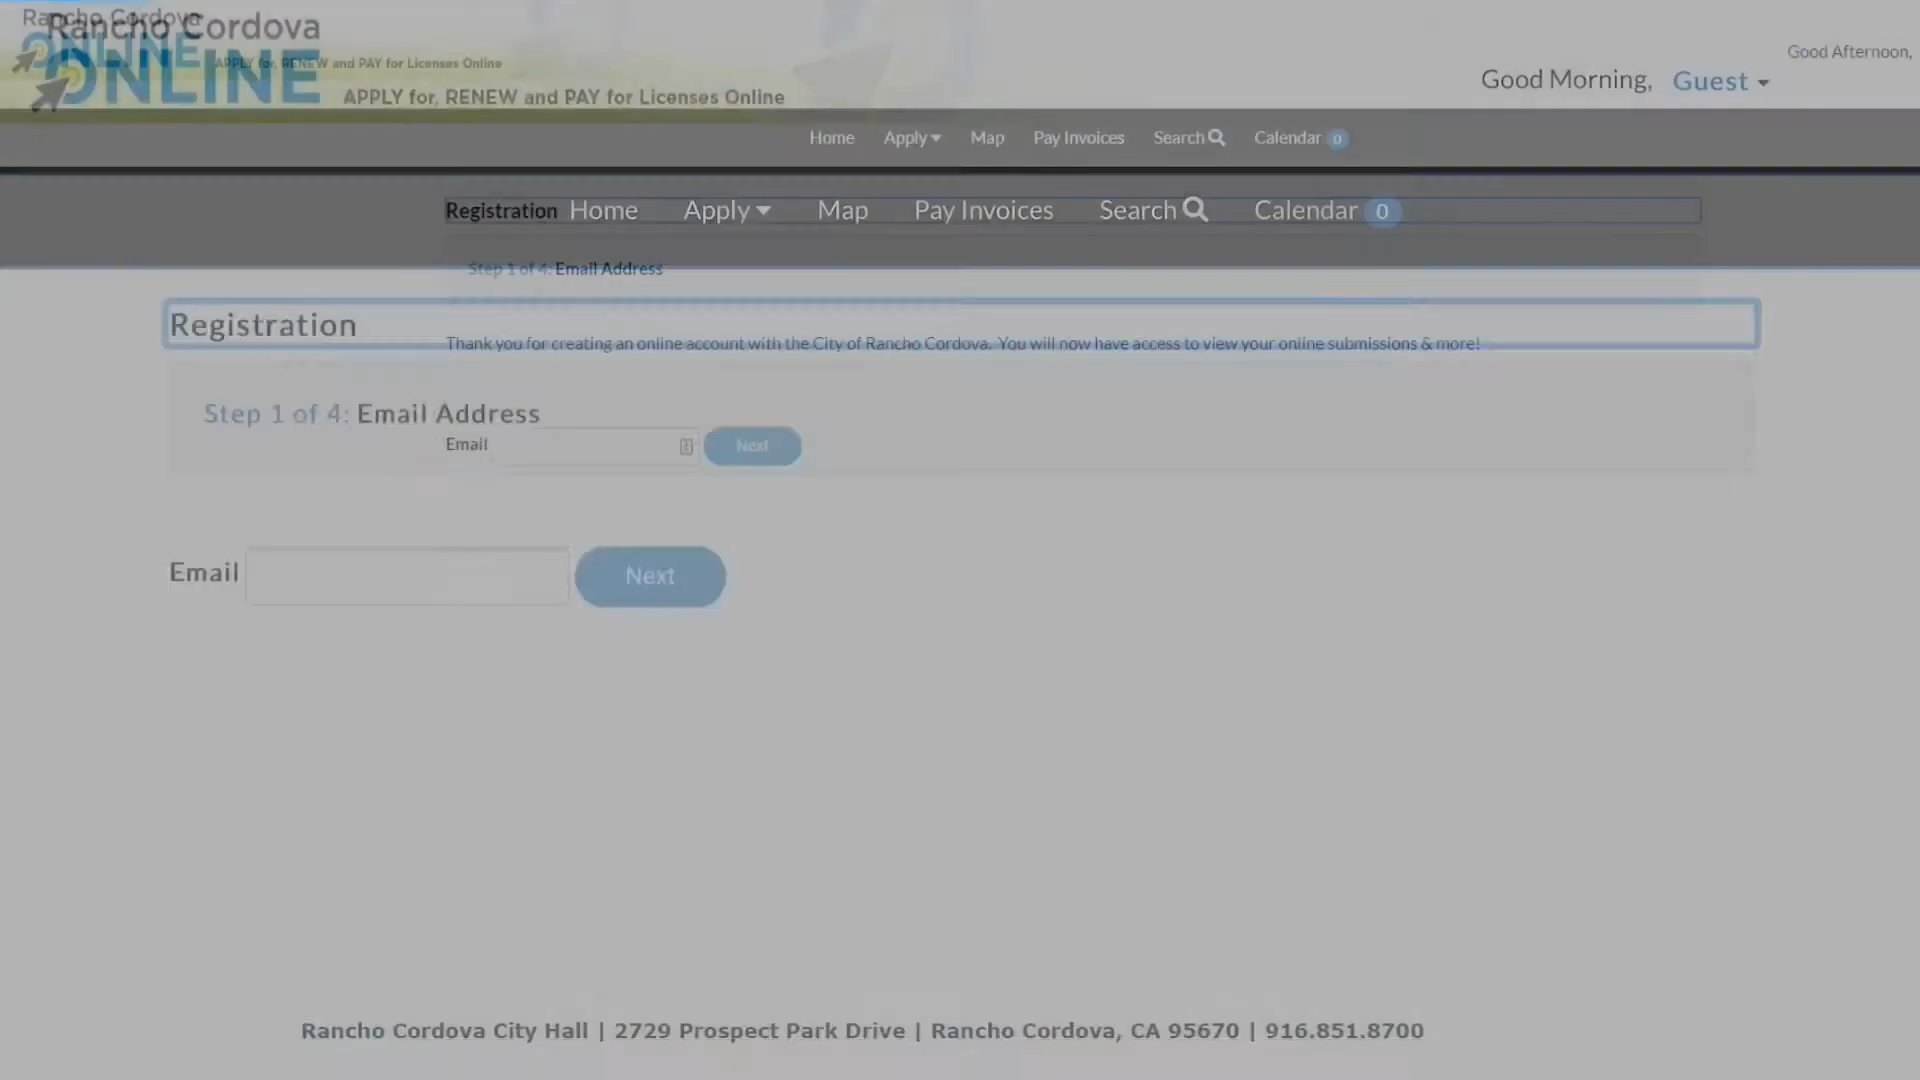 Rancho Cordova
ONLINE
APPLY for, RENEW and PAY for Licenses Online
Good Afternoon,
Rancho Cordova
ONLINE
APPLY for, RENEW and PAY for Licenses Online
Good Morning, Guest
Home Apply Map Pay Invoices Search Calendar 0
Registration
Home Apply Map Pay Invoices Search Calendar 0
Step 1 of 4: Email Address
Registration
Thank you for creating an online account with the City of Rancho Cordova. You will now have access to view your online submissions & more!
Step 1 of 4: Email Address
Email Next
Email Next
Rancho Cordova City Hall | 2729 Prospect Park Drive | Rancho Cordova, CA 95670 | 916.851.8700